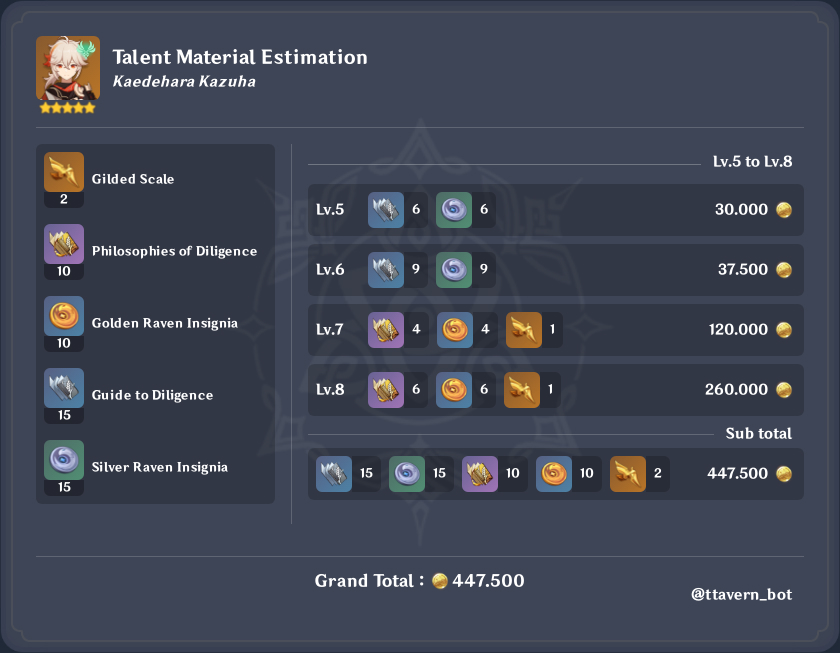 Talent Material Estimation
Kaedehara Kazuha
Gilded Scale
2
Philosophies of Diligence
10
Golden Raven Insignia
10
Guide to Diligence
15
Silver Raven Insignia
15
Lv.5 to Lv.8
Lv.5 6 6 30.000
Lv.6 9 9 37.500
Lv.7 4 4 1 120.000
Lv.8 6 6 1 260.000
Sub total
15 15 10 10 2 447.500
Grand Total : 447.500
@ttavern_bot